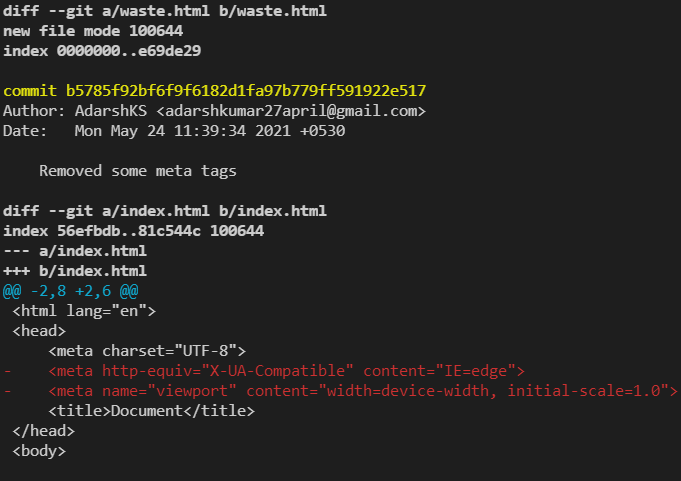 diff --git a/waste.html b/waste.html
new file mode 100644
index 0000000..e69de29
commit b5785f92bf6f9f6182d1fa97b779ff591922e517
Author: AdarshKS <adarshkumar27april@gmail.com>
Date:   Mon May 24 11:39:34 2021 +0530
    Removed some meta tags
diff --git a/index.html b/index.html
index 56efbdb..81c544c 100644
--- a/index.html
+++ b/index.html
@@ -2,8 +2,6 @@
 <html lang="en">
 <head>
     <meta charset="UTF-8">
-    <meta http-equiv="X-UA-Compatible" content="IE=edge">
-    <meta name="viewport" content="width=device-width, initial-scale=1.0">
     <title>Document</title>
 </head>
 <body>